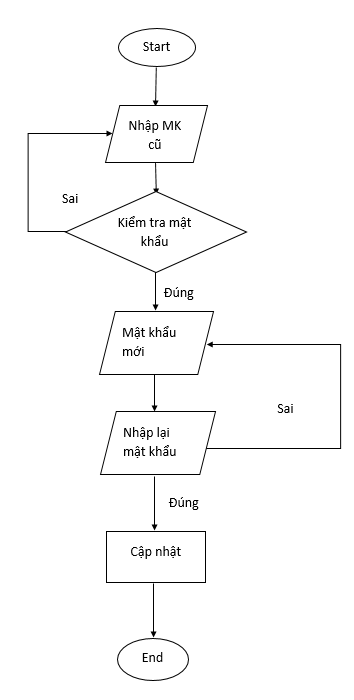 Start
Nhập MK
cũ
Sai
Kiểm tra mật
khẩu
Đúng
Mật khẩu
mới
Sai
Nhập lại
mật khẩu
Đúng
Cập nhật
End